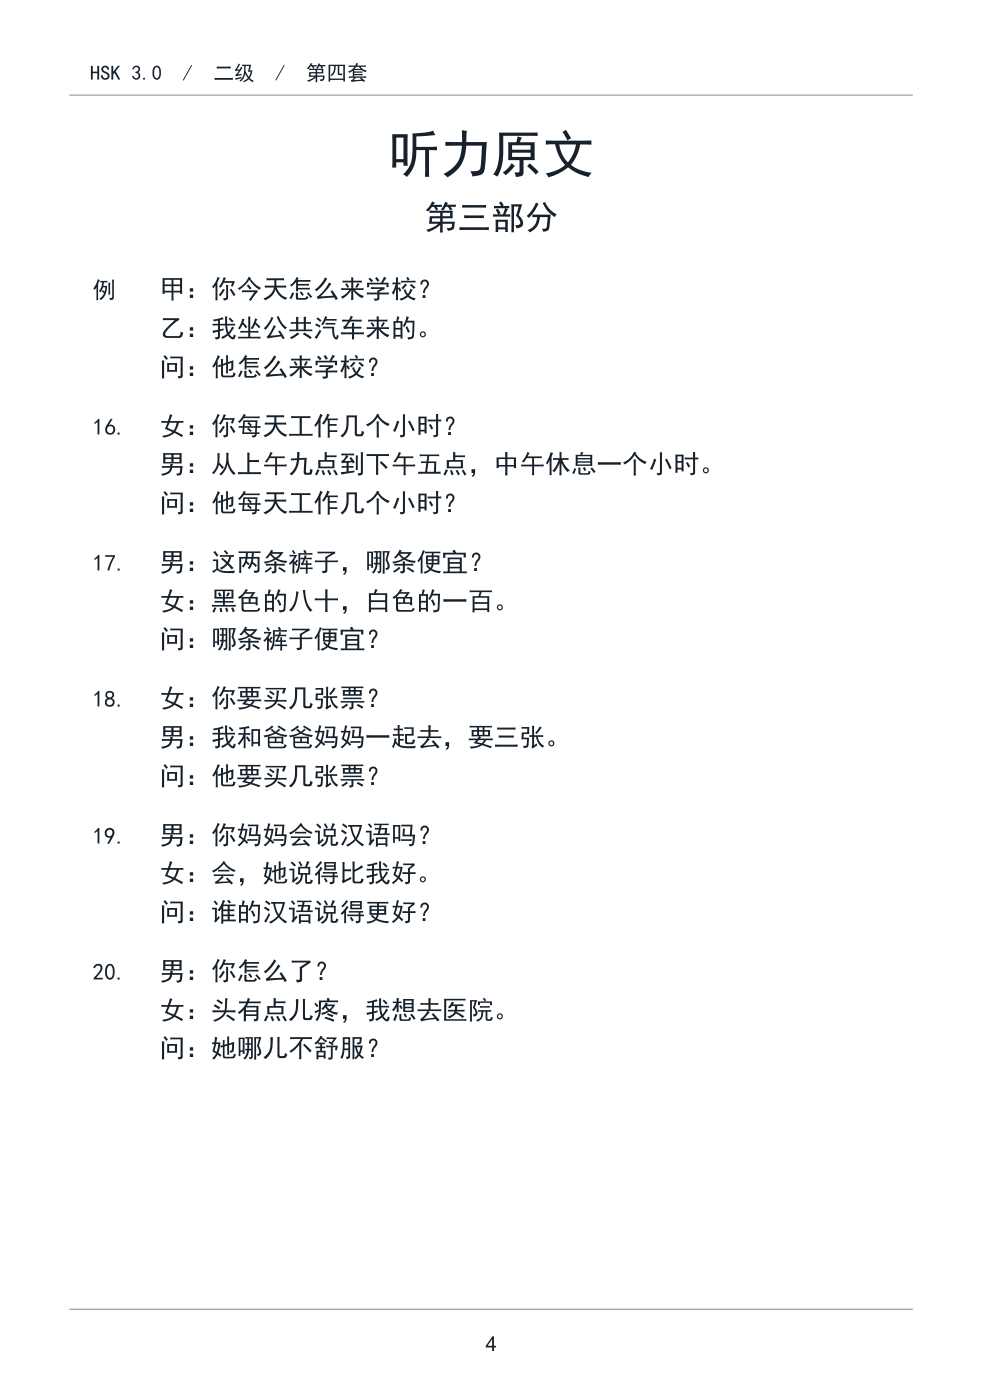 HSK 3.0 / 二级 / 第四套
听力原文
第三部分
例 甲：你今天怎么来学校？
乙：我坐公共汽车来的。
问：他怎么来学校？
16. 女：你每天工作几个小时？
男：从上午九点到下午五点，中午休息一个小时。
问：他每天工作几个小时？
17. 男：这两条裤子，哪条便宜？
女：黑色的八十，白色的一百。
问：哪条裤子便宜？
18. 女：你要买几张票？
男：我和爸爸妈妈一起去，要三张。
问：他要买几张票？
19. 男：你妈妈会说汉语吗？
女：会，她说得比我好。
问：谁的汉语说得更好？
20. 男：你怎么了？
女：头有点儿疼，我想去医院。
问：她哪儿不舒服？
4